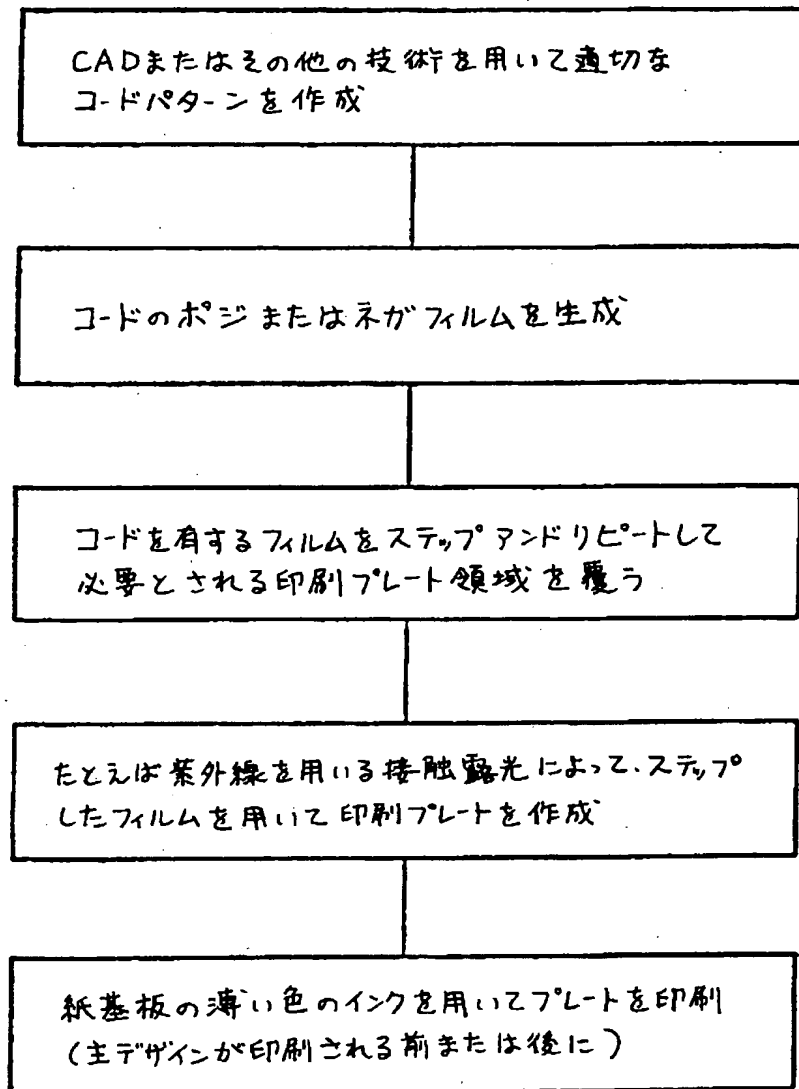 CADまたはその他の技術を用いて適切な
コードパターンを作成
コードのポジまたはネガフィルムを生成
コードを有するフィルムをステップアンドリピートして
必要とされる印刷プレート領域を覆う
たとえば紫外線を用いる接触露光によって、ステップ
したフィルムを用いて印刷プレートを作成
紙基板の薄い色のインクを用いてプレートを印刷
(主デザインが印刷される前または後に)